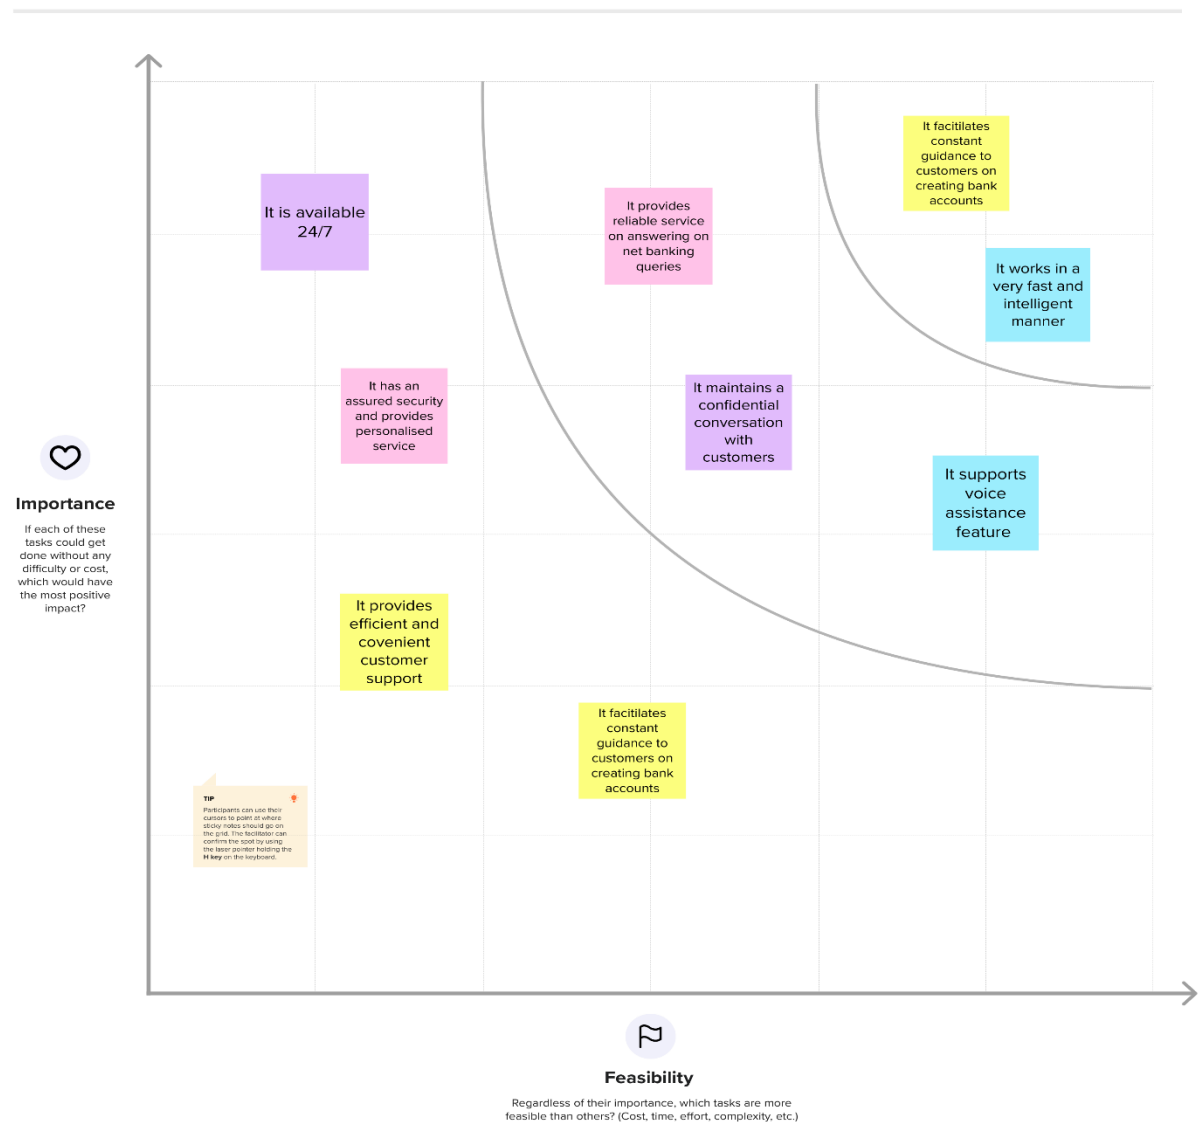 It facitilates
constant
guidance to
customers on
creating bank
accounts
It is available
24/7
It provides
reliable service
on answering on
net banking
queries
It works in a
very fast and
intelligent
manner
It has an
assured security
and provides
personalised
service
It maintains a
confidential
conversation
with
customers
It supports
voice
assistance
feature
Importance
If each of these
tasks could get
done without any
difficulty or cost,
which would have
the most positive
impact?
It provides
efficient and
covenient
customer
support
It facitilates
constant
guidance to
customers on
creating bank
accounts
TIP
Participants can use their
cursors to point at where
sticky notes should go on
the grid. The facilitator can
confirm the spot by using
the laser pointer holding the
H key on the keyboard.
Feasibility
Regardless of their importance, which tasks are more
feasible than others? (Cost, time, effort, complexity, etc.)